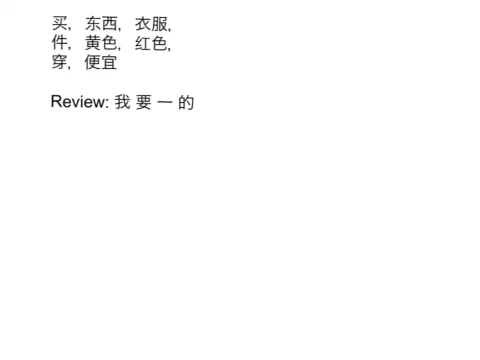 买， 东西， 衣服，
件， 黄色， 红色，
穿， 便宜
Review: 我 要 一 的